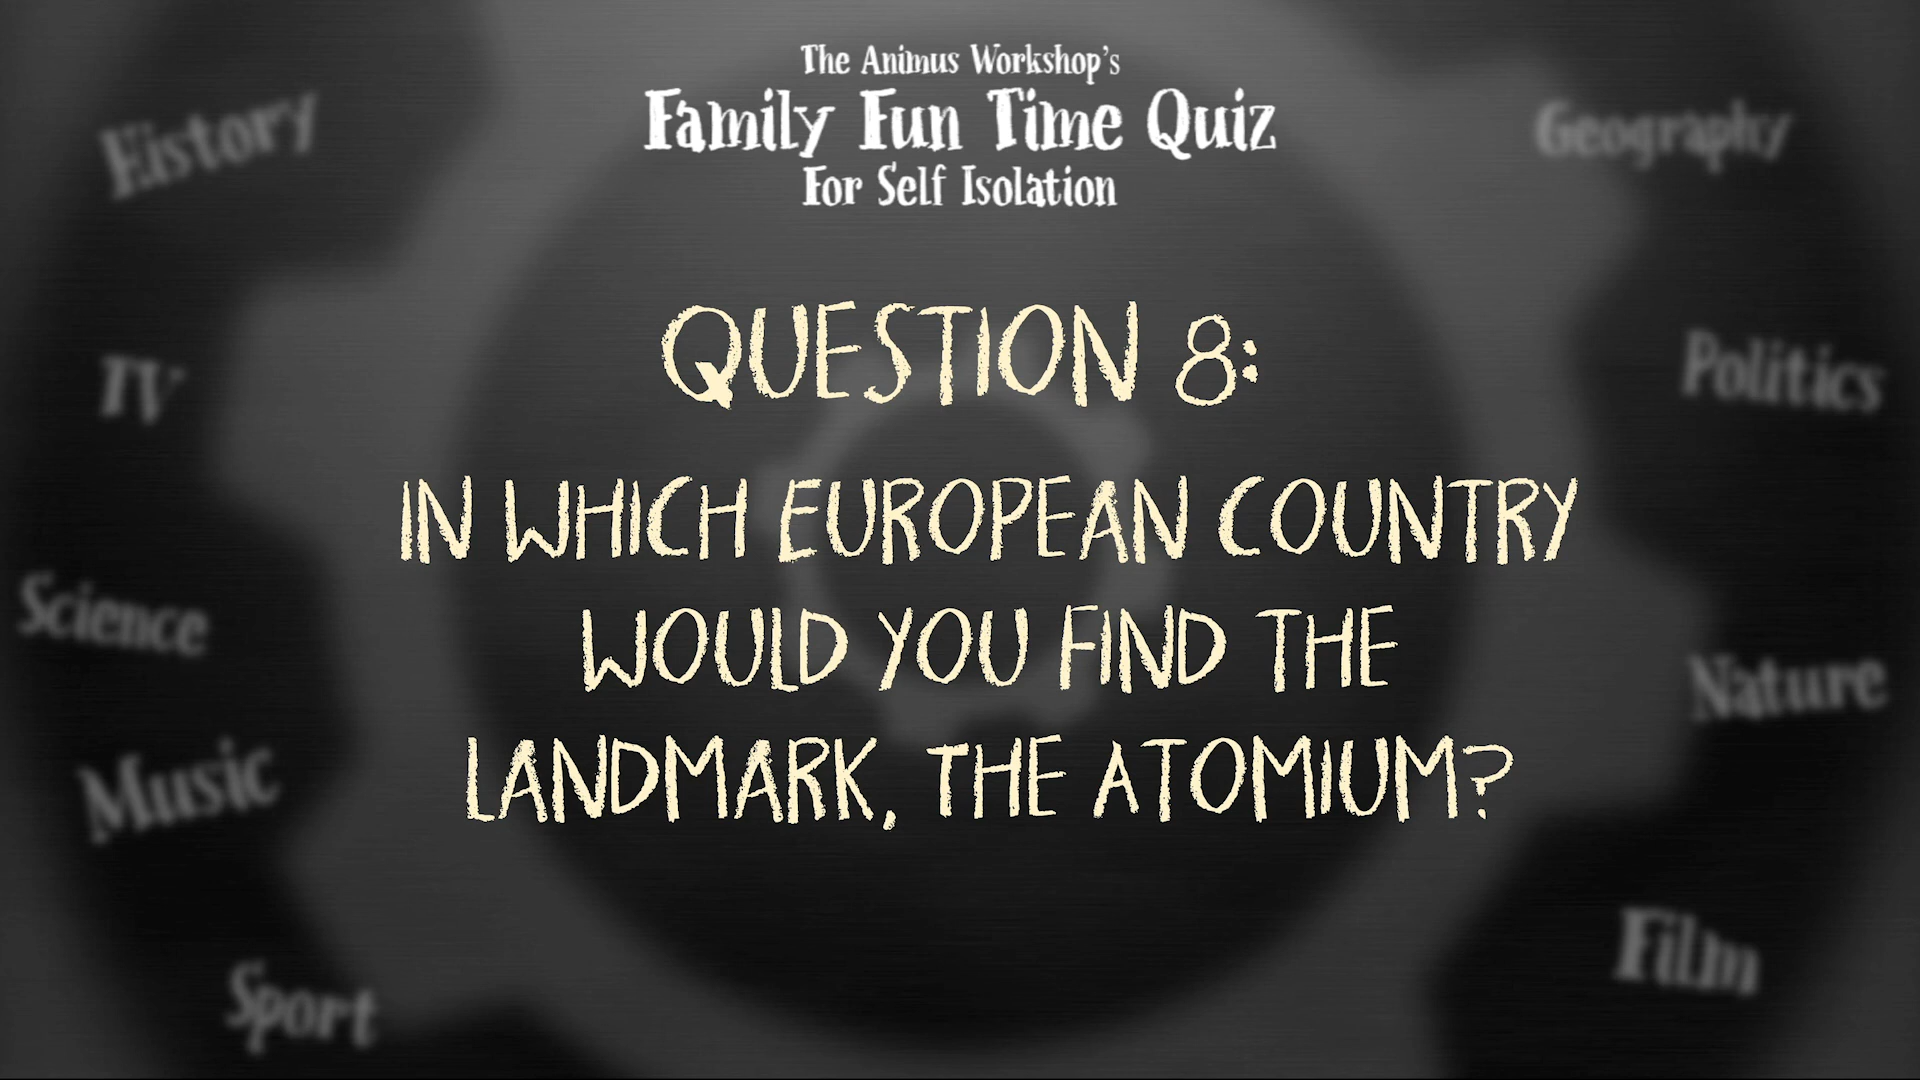 The Animus Workshop's
Family Fun Time Quiz
For Self Isolation
History
Geography
QUESTION 8:
TV
Politics
IN WHICH EUROPEAN COUNTRY
WOULD YOU FIND THE
LANDMARK, THE ATOMIUM?
Science
Nature
Music
Film
Sport